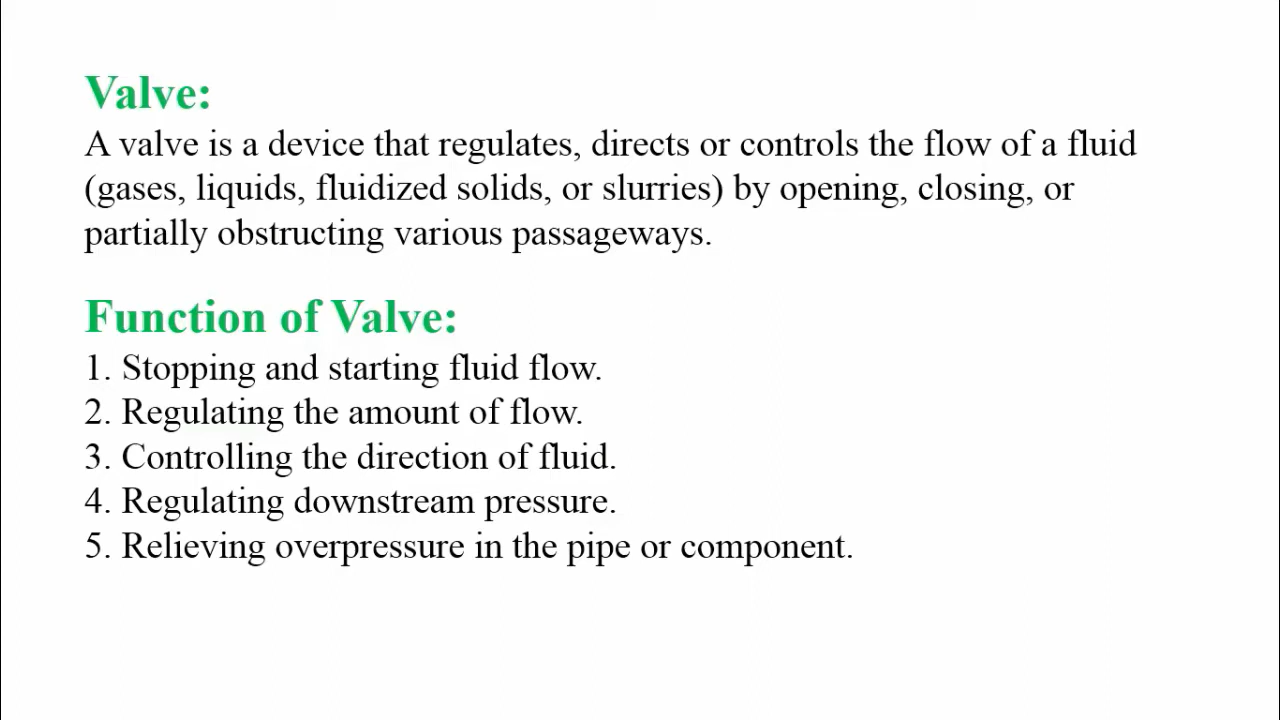 Valve:
A valve is a device that regulates, directs or controls the flow of a fluid
(gases, liquids, fluidized solids, or slurries) by opening, closing, or
partially obstructing various passageways.
Function of Valve:
1. Stopping and starting fluid flow.
2. Regulating the amount of flow.
3. Controlling the direction of fluid.
4. Regulating downstream pressure.
5. Relieving overpressure in the pipe or component.